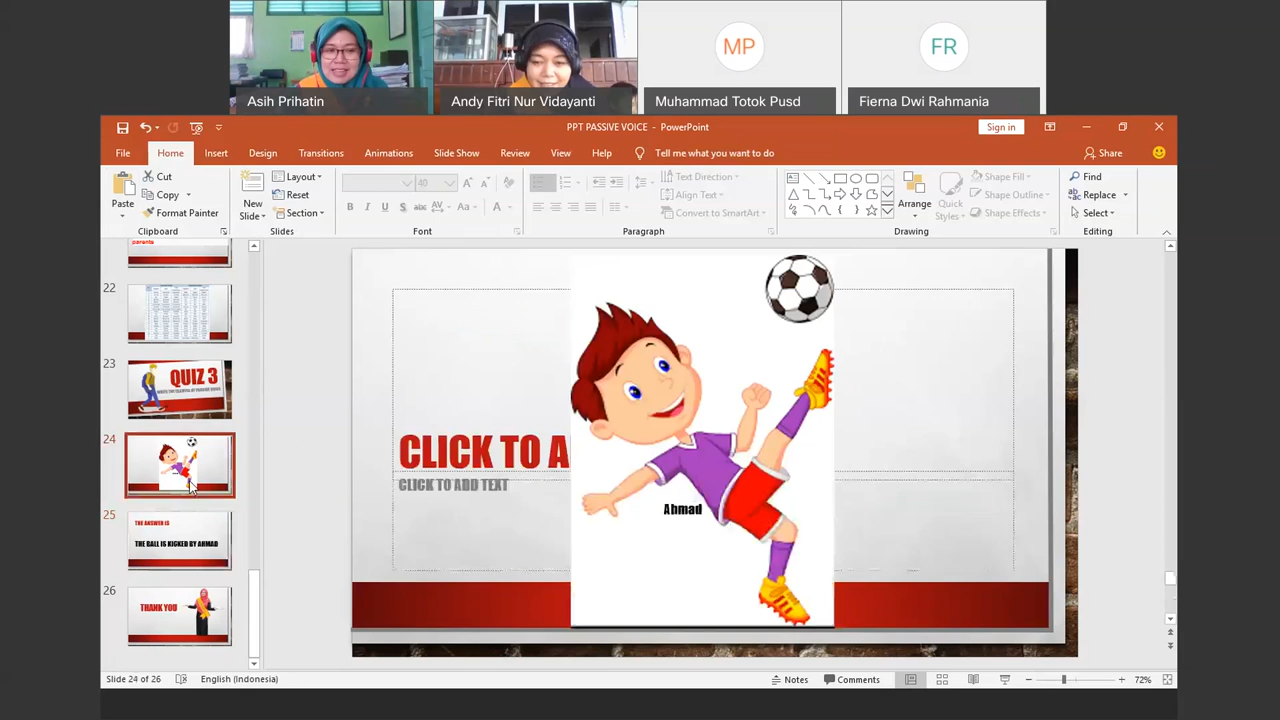 MP
FR
Asih Prihatin
Andy Fitri Nur Vidayanti
Muhammad Totok Pusd
Fierna Dwi Rahmania
PPT PASSIVE VOICE - PowerPoint
Sign in
File
Home
Insert
Design
Transitions
Animations
Slide Show
Review
View
Help
Tell me what you want to do
Share
Paste
Cut
Copy
Format Painter
Clipboard
New
Slide
Layout
Reset
Section
Slides
40
B I U S abc AV Aa A
Font
Text Direction
Align Text
Convert to SmartArt
Paragraph
Arrange
Quick
Styles
Shape Fill
Shape Outline
Shape Effects
Drawing
Find
Replace
Select
Editing
parents
22
23
QUIZ 3
24
25
THE ANSWER IS
THE BALL IS KICKED BY AHMAD
26
THANK YOU
CLICK TO A
CLICK TO ADD TEXT
Ahmad
Slide 24 of 26
English (Indonesia)
Notes
Comments
72%